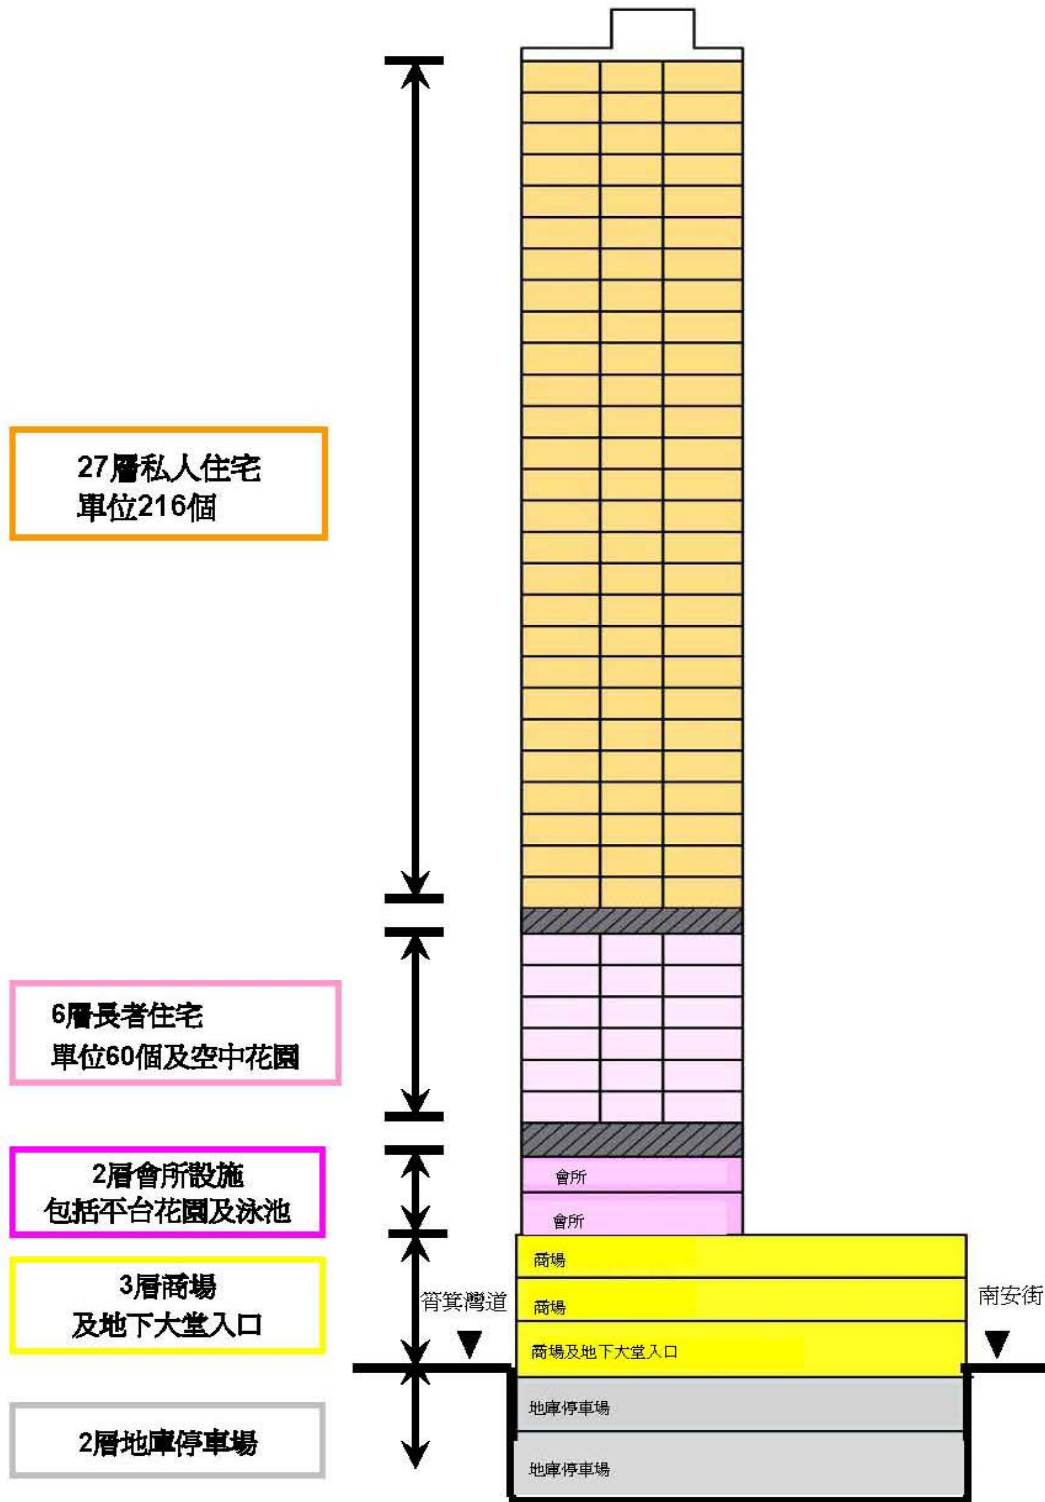 27層私人住宅
單位216個
6層長者住宅
單位60個及空中花園
2層會所設施
包括平台花園及泳池
會所
會所
3層商場
及地下大堂入口
商場
筲箕灣道
商場
南安街
商場及地下大堂入口
2層地庫停車場
地庫停車場
地庫停車場